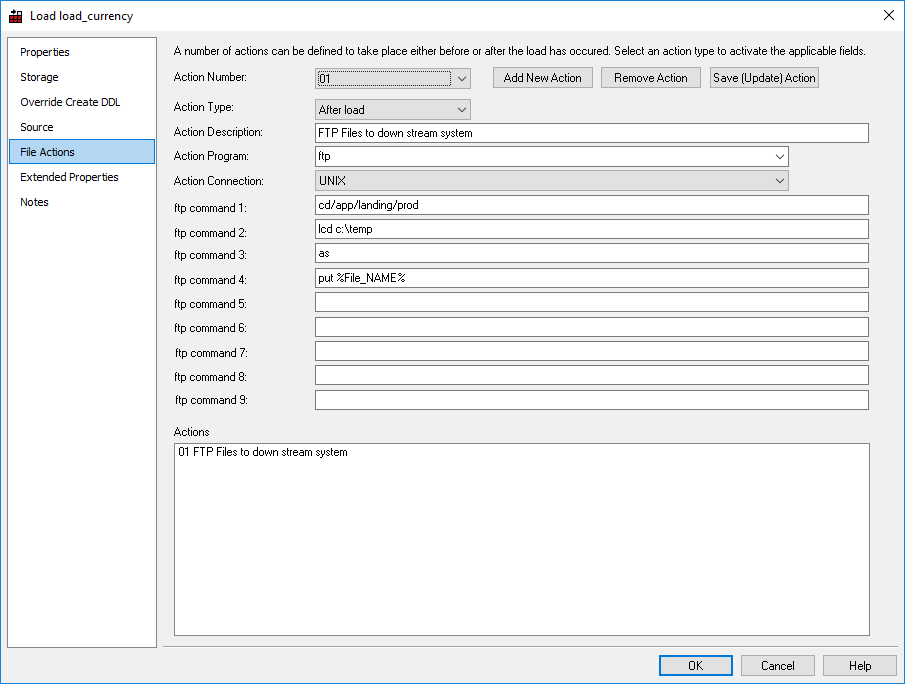 Load load_currency
Properties
Storage
Override Create DDL
Source
File Actions
Extended Properties
Notes
A number of actions can be defined to take place either before or after the load has occured. Select an action type to activate the applicable fields.
Action Number: 01 Add New Action Remove Action Save (Update) Action
Action Type: After load
Action Description: FTP Files to down stream system
Action Program: ftp
Action Connection: UNIX
ftp command 1: cd/app/landing/prod
ftp command 2: lcd c:\temp
ftp command 3: as
ftp command 4: put %File_NAME%
ftp command 5:
ftp command 6:
ftp command 7:
ftp command 8:
ftp command 9:
Actions
01 FTP Files to down stream system
OK Cancel Help